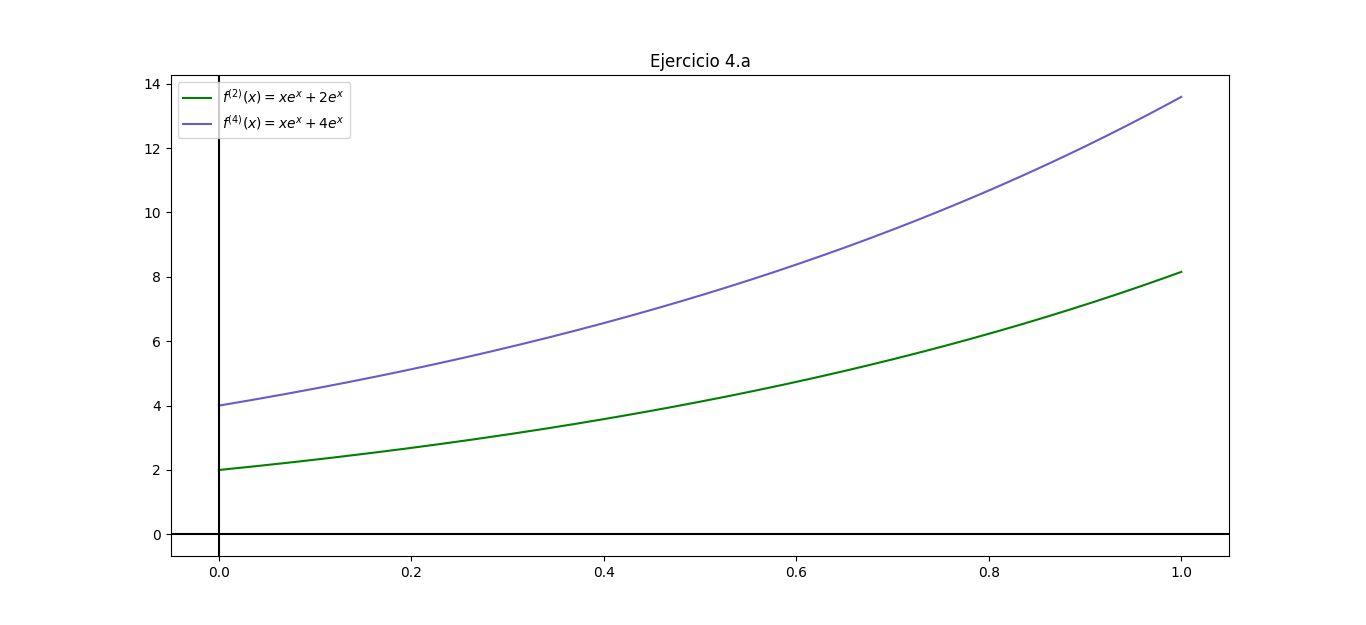 Ejercicio 4.a
f^{(2)}(x) = xe^x + 2e^x
f^{(4)}(x) = xe^x + 4e^x
14
12
10
8
6
4
2
0
0.0 0.2 0.4 0.6 0.8 1.0